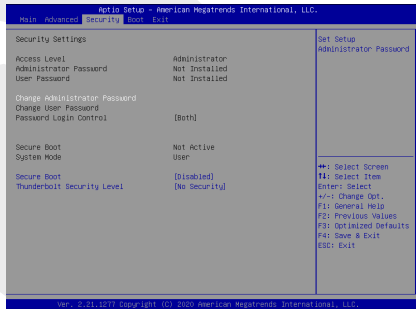 Aptio Setup - American Megatrends International, LLC.
Main Advanced Security Boot Exit
Security Settings
Access Level Administrator
Administrator Password Not Installed
User Password Not Installed
Change Administrator Password
Change User Password
Password Login Control [Both]
Secure Boot Not Active
System Mode User
Secure Boot [Disabled]
Thunderbolt Security Level [No Security]
Set Setup
Administrator Password
→←: Select Screen
↑↓: Select Item
Enter: Select
+/-: Change Opt.
F1: General Help
F2: Previous Values
F3: Optimized Defaults
F4: Save & Exit
ESC: Exit
Ver. 2.21.1277 Copyright (C) 2020 American Megatrends International, LLC.